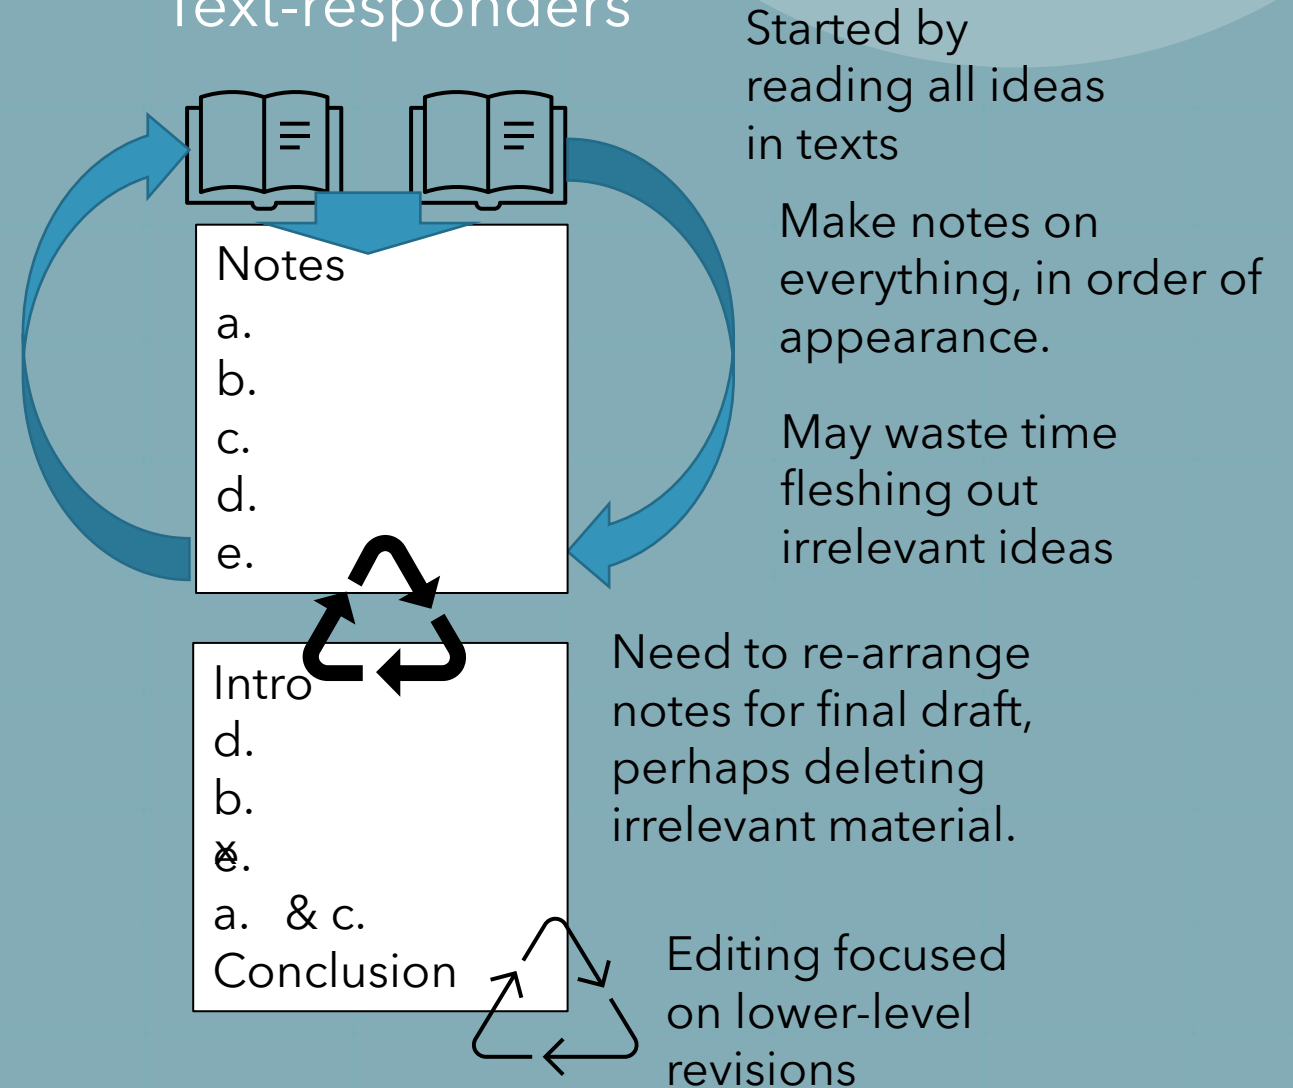 Text-responders
Started by
reading all ideas
in texts
Make notes on
everything, in order of
appearance.
May waste time
fleshing out
irrelevant ideas
Notes
a.
b.
c.
d.
e.
Need to re-arrange
notes for final draft,
perhaps deleting
irrelevant material.
Intro
d.
b.
e.
x
a. & c.
Conclusion
Editing focused
on lower-level
revisions